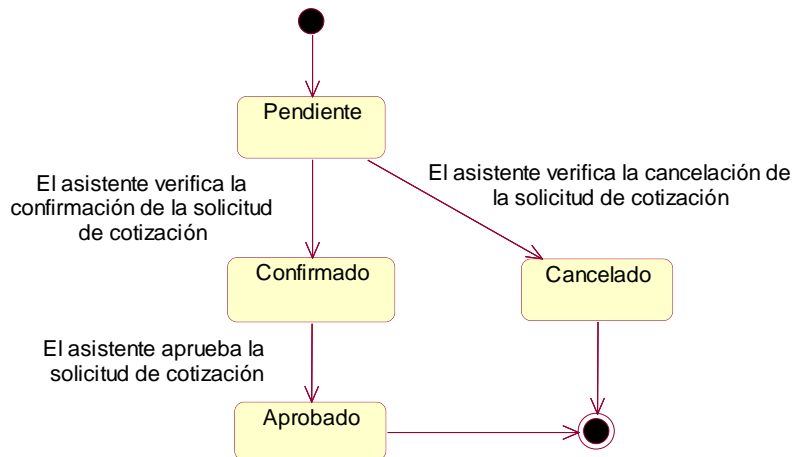 Pendiente
El asistente verifica la
confirmación de la solicitud
de cotización
El asistente verifica la cancelación de
la solicitud de cotización
Confirmado
Cancelado
El asistente aprueba la
solicitud de cotización
Aprobado